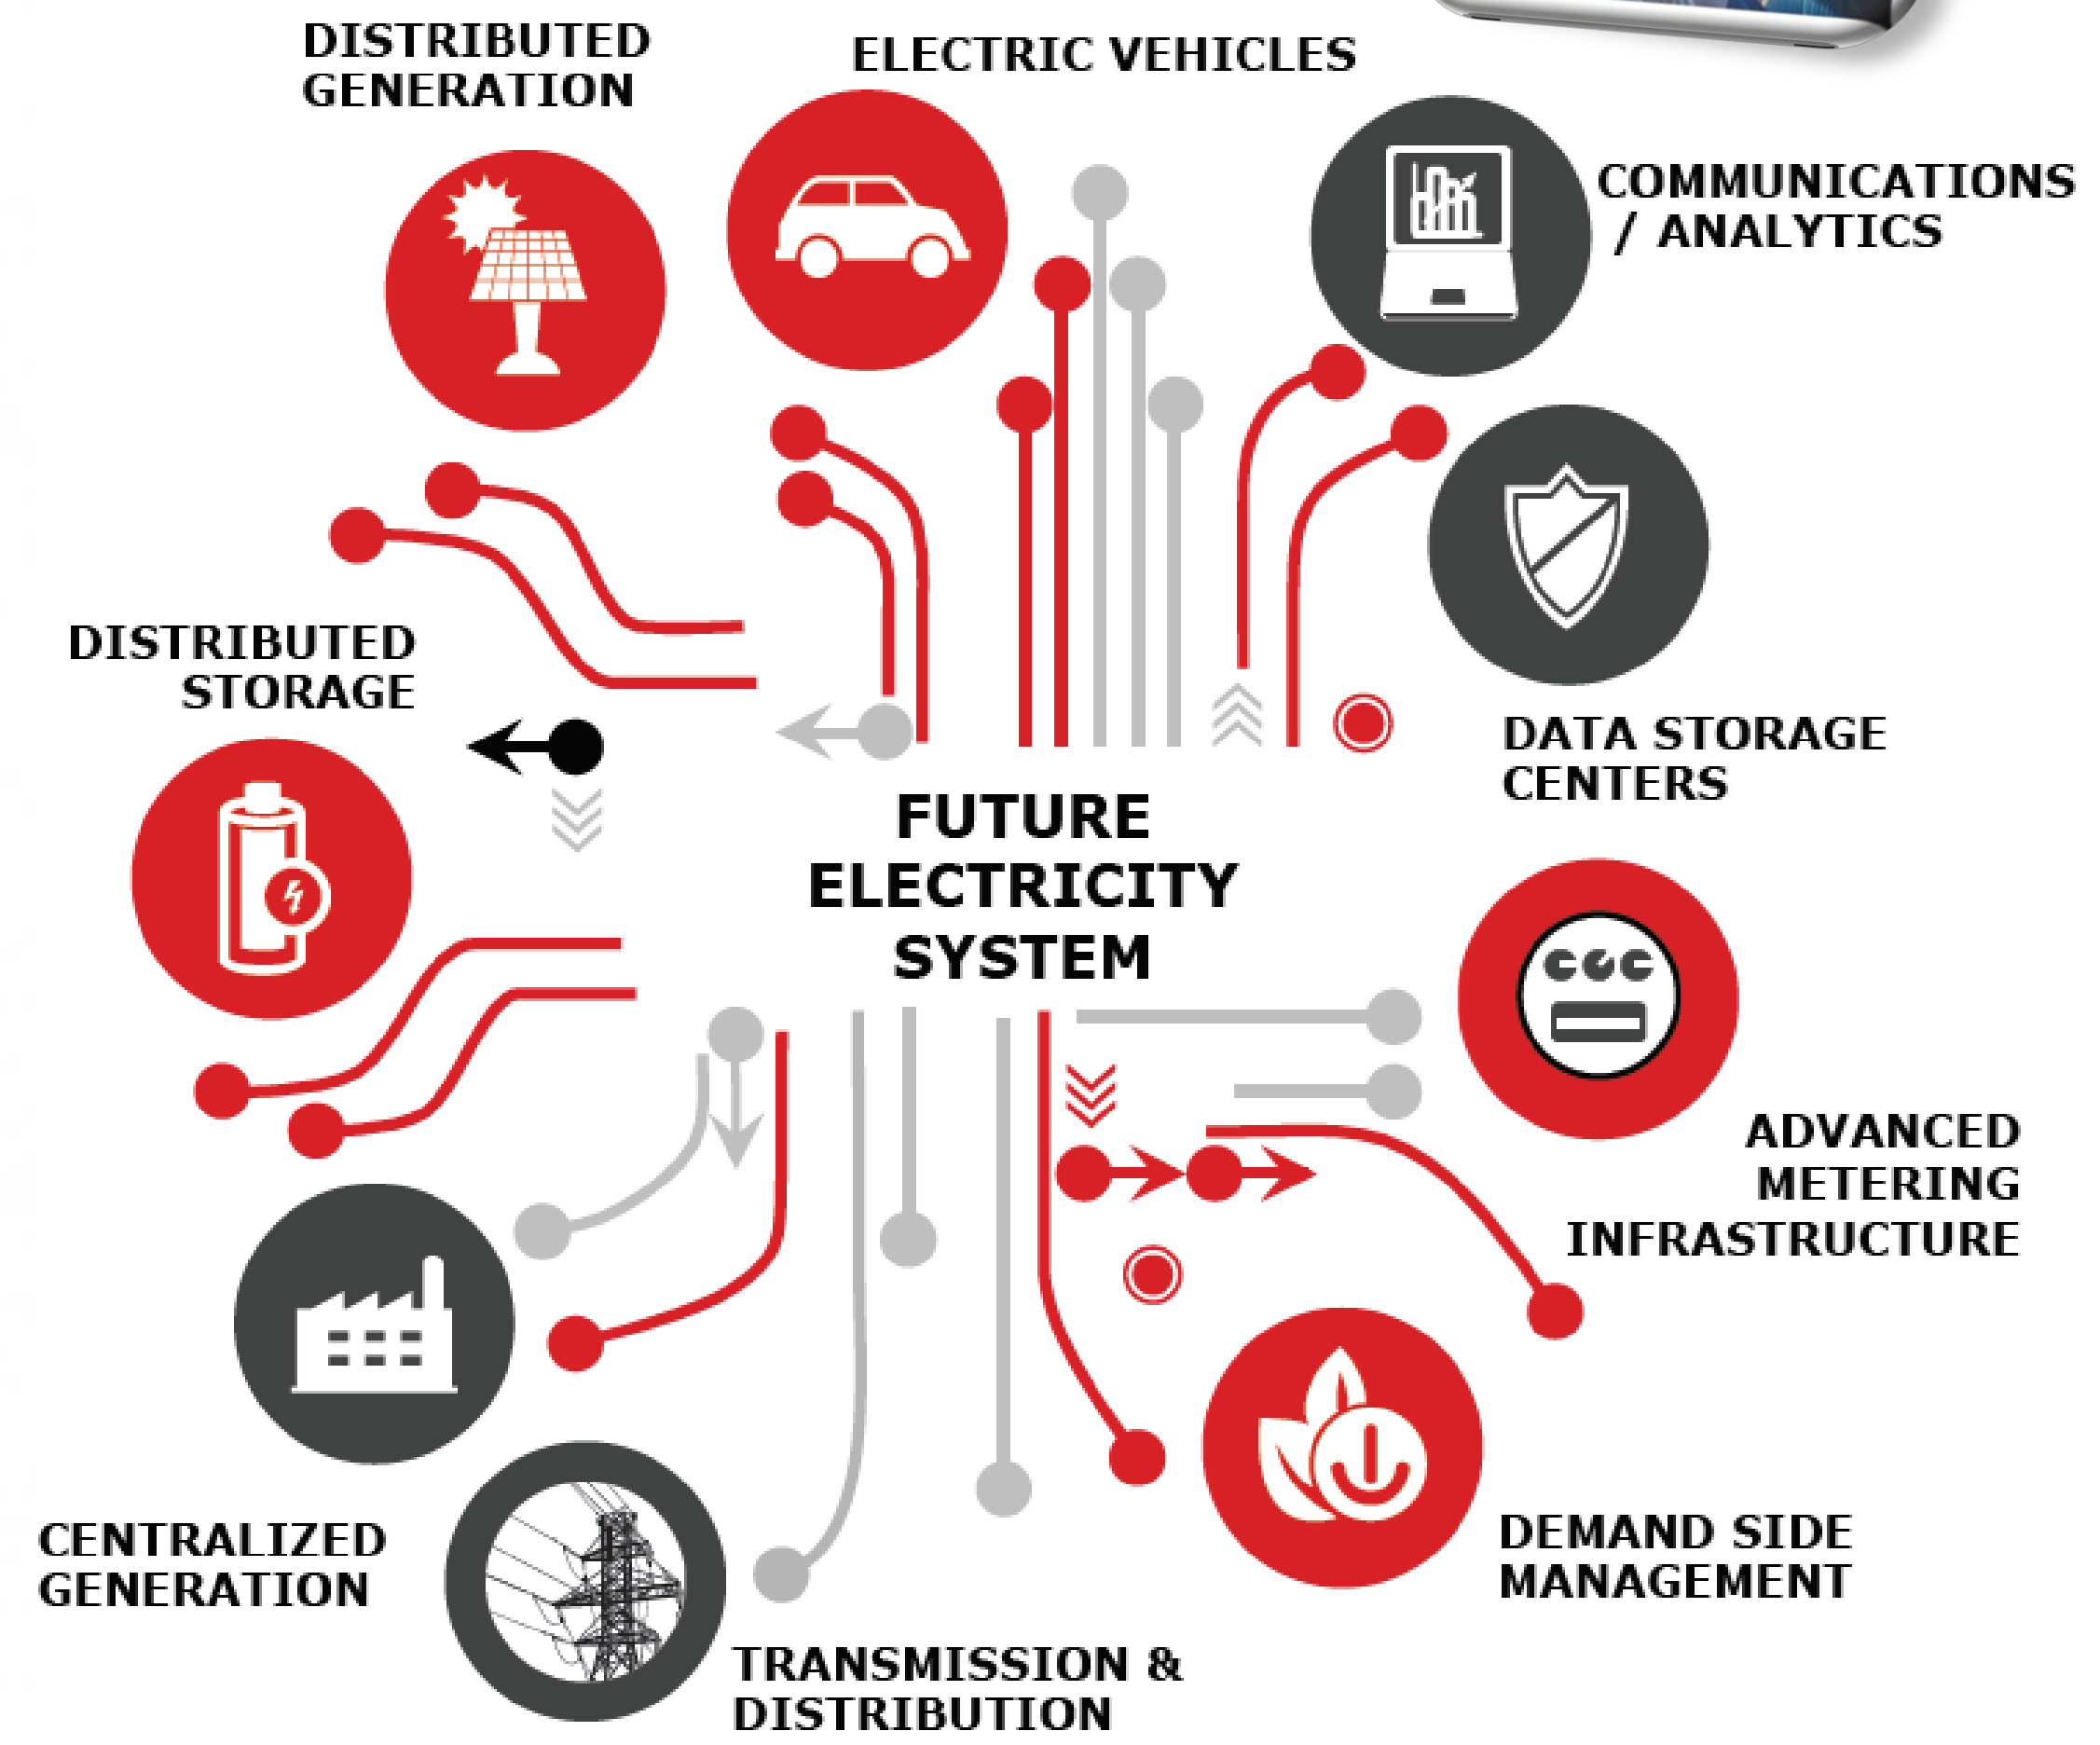 DISTRIBUTED
GENERATION
ELECTRIC VEHICLES
COMMUNICATIONS
/ ANALYTICS
DISTRIBUTED
STORAGE
DATA STORAGE
CENTERS
FUTURE
ELECTRICITY
SYSTEM
ADVANCED
METERING
INFRASTRUCTURE
CENTRALIZED
GENERATION
DEMAND SIDE
MANAGEMENT
TRANSMISSION &
DISTRIBUTION